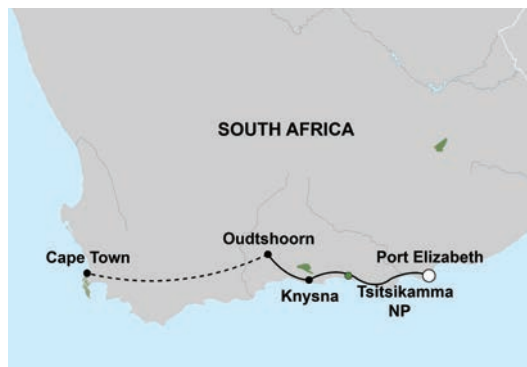 SOUTH AFRICA
Oudtshoorn
Cape Town
Port Elizabeth
Knysna
Tsitsikamma
NP